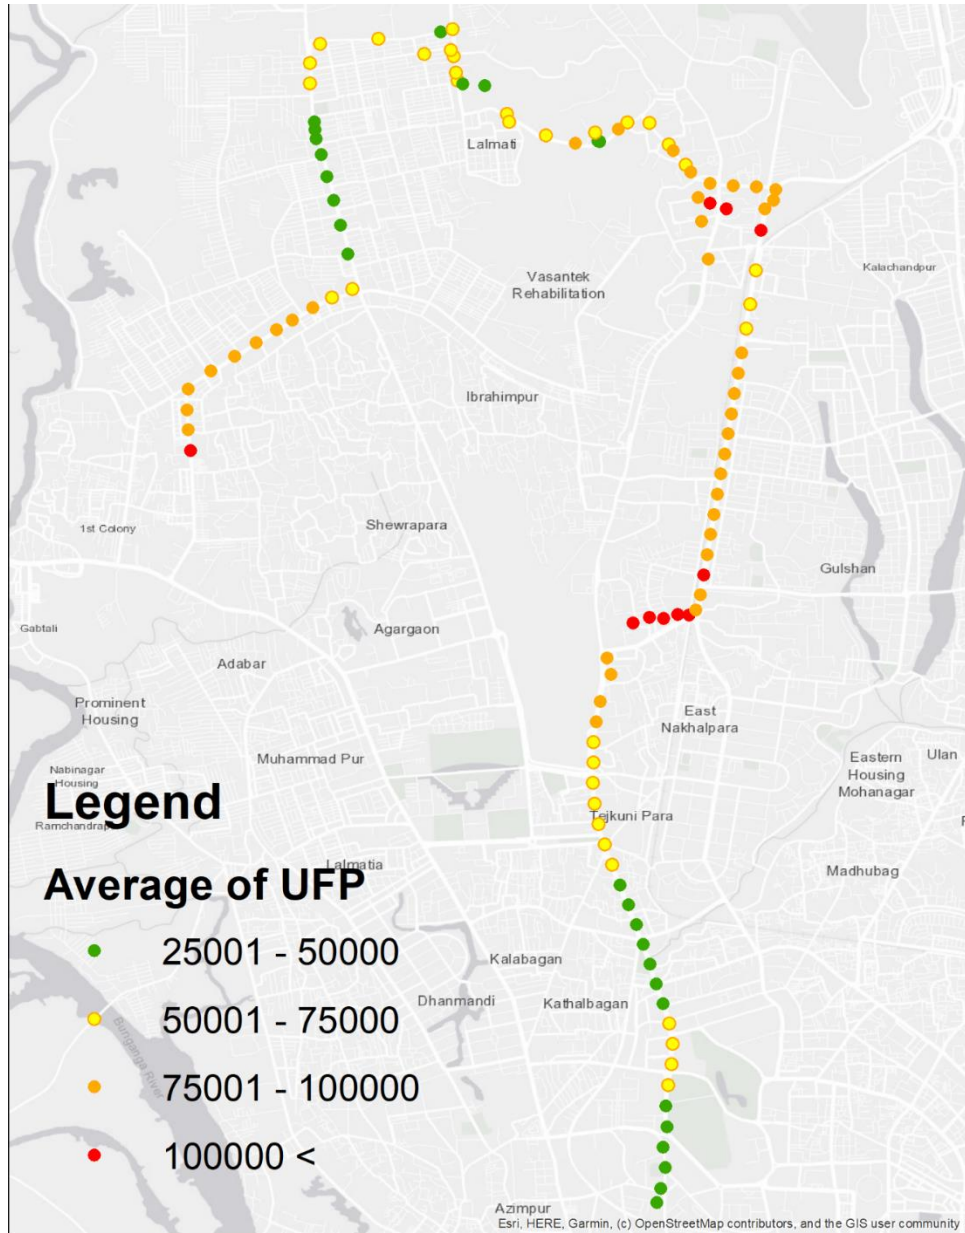 Lalmati
Kalachandpur
Vasantek
Rehabilitation
Ibrahimpur
Shewrapara
1st Colony
Gulshan
Gabtali
Agargaon
Adabar
Prominent
Housing
East
Nakhalpara
Muhammad Pur
Eastern
Housing
Mohanagar
Ulan
Nabinagar
Housing
Legend
Ramchandrap
Tejkuni Para
Lalmatia
Madhubag
Average of UFP
25001 - 50000
Kalabagan
Dhanmandi
Kathalbagan
50001 - 75000
Buriganga River
75001 - 100000
100000 <
Azimpur
Esri, HERE, Garmin, (c) OpenStreetMap contributors, and the GIS user community